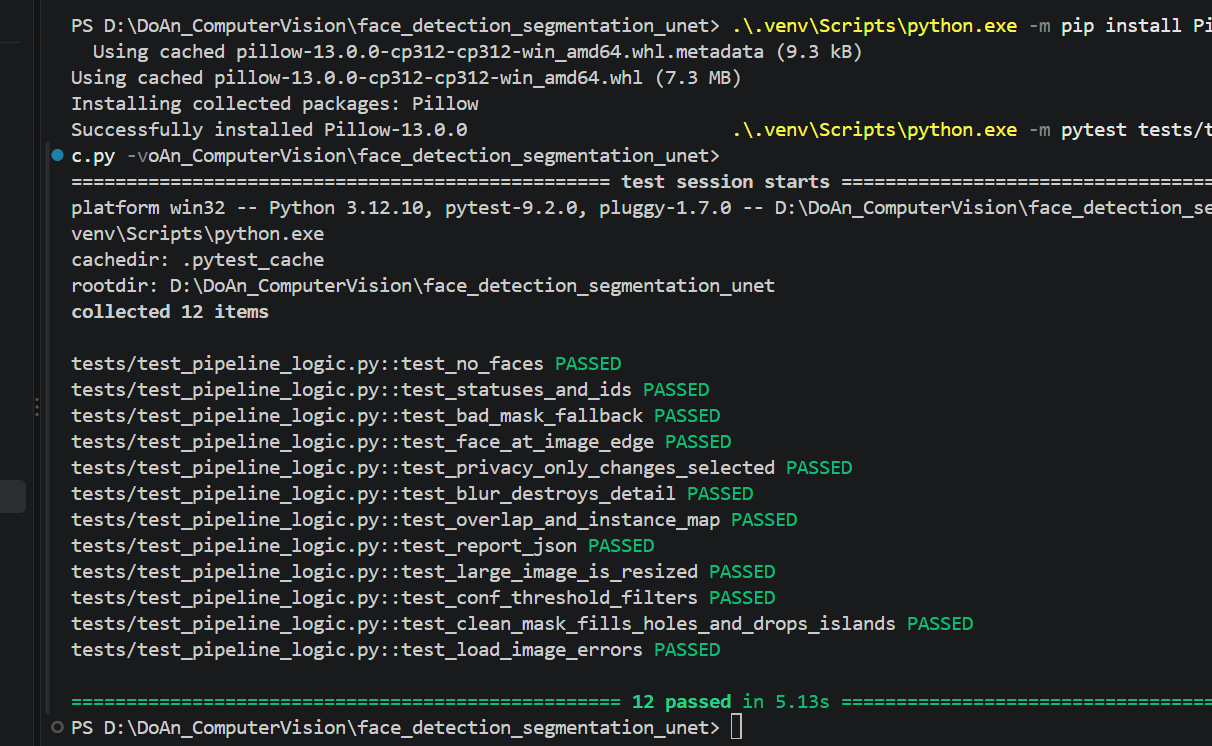 PS D:\DoAn_ComputerVision\face_detection_segmentation_unet> .\.venv\Scripts\python.exe -m pip install Pi
Using cached pillow-13.0.0-cp312-cp312-win_amd64.whl.metadata (9.3 kB)
Using cached pillow-13.0.0-cp312-cp312-win_amd64.whl (7.3 MB)
Installing collected packages: Pillow
Successfully installed Pillow-13.0.0 .\.venv\Scripts\python.exe -m pytest tests/t
c.py -voAn_ComputerVision\face_detection_segmentation_unet>
================================================= test session starts ==================================
platform win32 -- Python 3.12.10, pytest-9.2.0, pluggy-1.7.0 -- D:\DoAn_ComputerVision\face_detection_se
venv\Scripts\python.exe
cachedir: .pytest_cache
rootdir: D:\DoAn_ComputerVision\face_detection_segmentation_unet
collected 12 items
tests/test_pipeline_logic.py::test_no_faces PASSED
tests/test_pipeline_logic.py::test_statuses_and_ids PASSED
tests/test_pipeline_logic.py::test_bad_mask_fallback PASSED
tests/test_pipeline_logic.py::test_face_at_image_edge PASSED
tests/test_pipeline_logic.py::test_privacy_only_changes_selected PASSED
tests/test_pipeline_logic.py::test_blur_destroys_detail PASSED
tests/test_pipeline_logic.py::test_overlap_and_instance_map PASSED
tests/test_pipeline_logic.py::test_report_json PASSED
tests/test_pipeline_logic.py::test_large_image_is_resized PASSED
tests/test_pipeline_logic.py::test_conf_threshold_filters PASSED
tests/test_pipeline_logic.py::test_clean_mask_fills_holes_and_drops_islands PASSED
tests/test_pipeline_logic.py::test_load_image_errors PASSED
================================================== 12 passed in 5.13s ==================================
PS D:\DoAn_ComputerVision\face_detection_segmentation_unet>